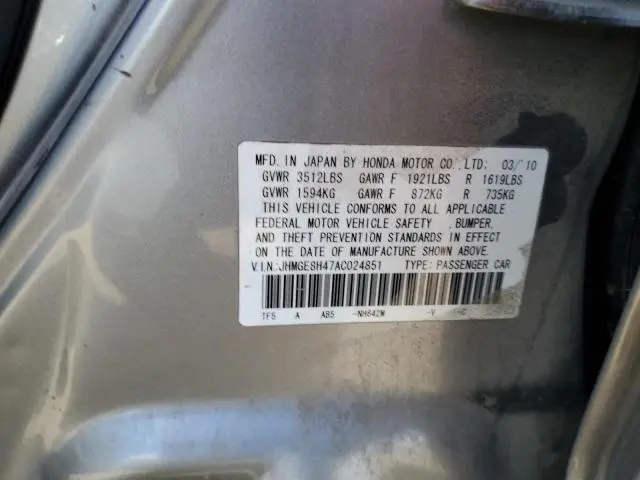 MFD. IN JAPAN BY HONDA MOTOR CO.,LTD: 03/'10
GVWR 3512LBS GAWR F 1921LBS R 1619LBS
GVWR 1594KG GAWR F 872KG R 735KG
THIS VEHICLE CONFORMS TO ALL APPLICABLE
FEDERAL MOTOR VEHICLE SAFETY ,BUMPER,
AND THEFT PREVENTION STANDARDS IN EFFECT
ON THE DATE OF MANUFACTURE SHOWN ABOVE.
V.I.N.:JHMGE8H47AC024851 TYPE: PASSENGER CAR
TF5 A AB5 -NH642M -V -C